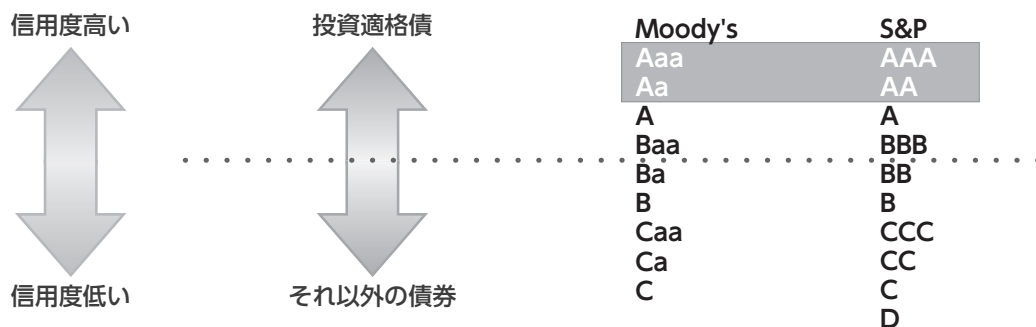 信用度高い
信用度低い
投資適格債
それ以外の債券
Moody's S&P
Aaa AAA
Aa AA
A A
Baa BBB
Ba BB
B B
Caa CCC
Ca CC
C C
D